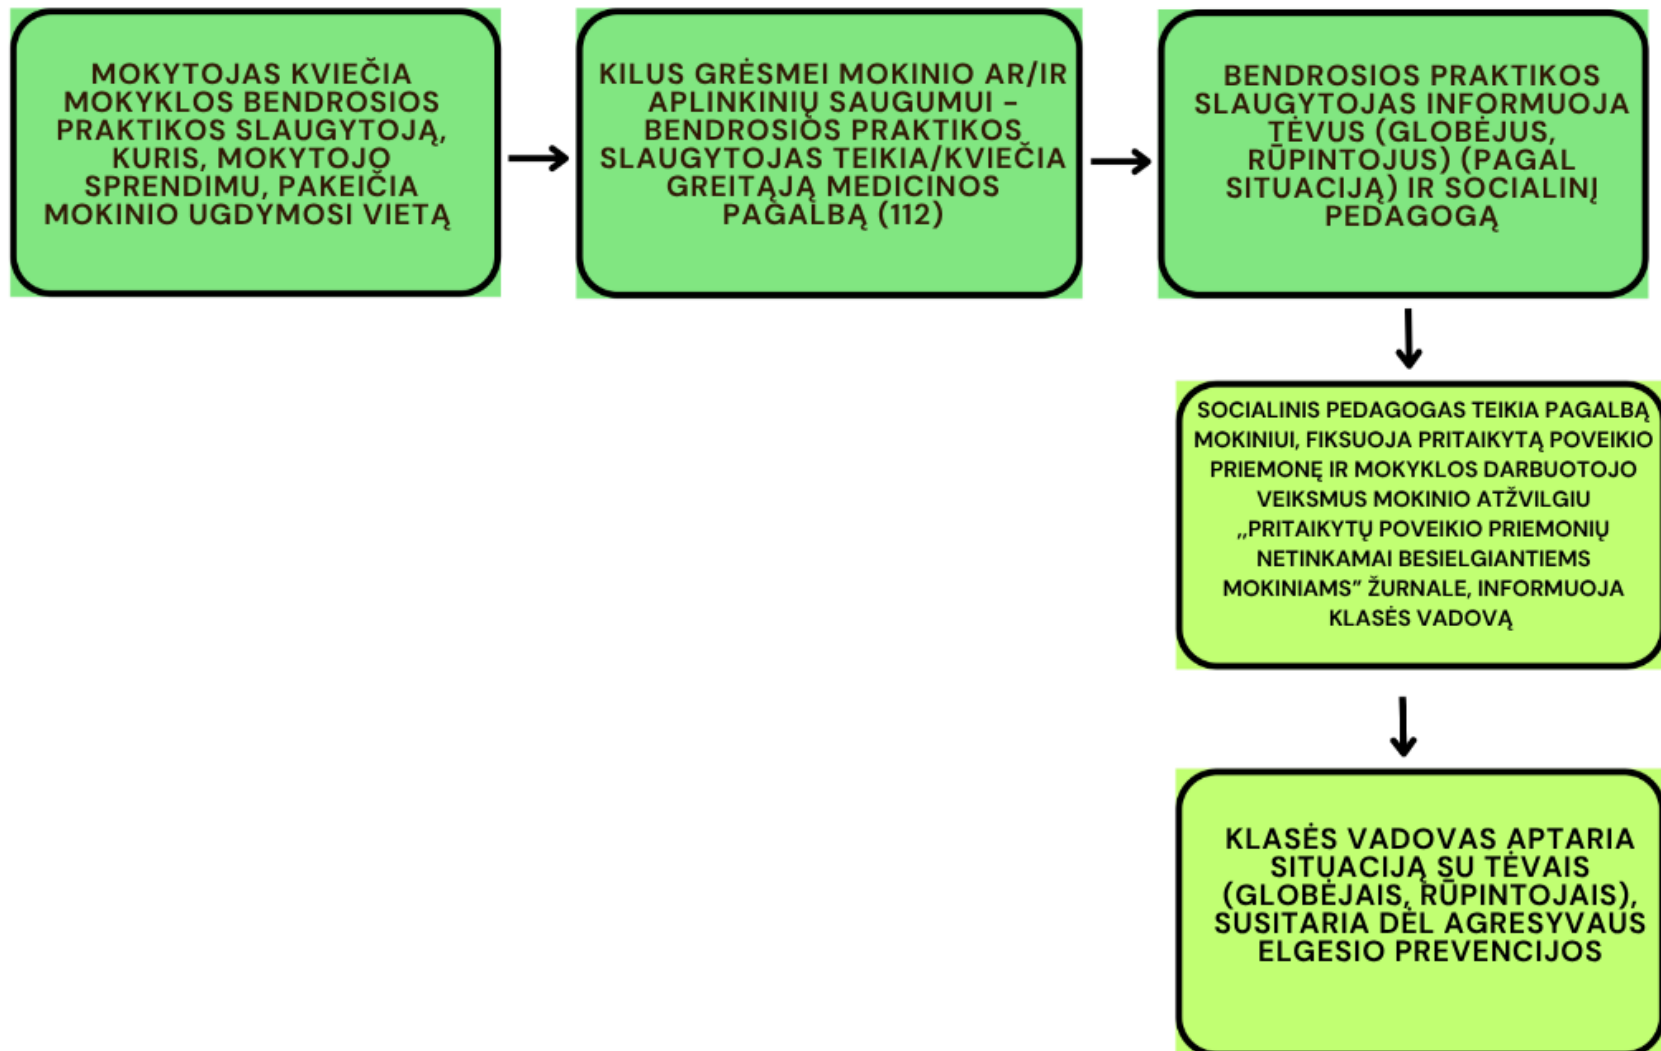 MOKYTOJAS KVIEČIA
MOKYKLOS BENDROSIOS
PRAKTIKOS SLAUGYTOJĄ,
KURIS, MOKYTOJO
SPRENDIMU, PAKEIČIA
MOKINIO UGDYMOSI VIETĄ
KILUS GRĖSMEI MOKINIO AR/IR
APLINKINIŲ SAUGUMUI -
BENDROSIOS PRAKTIKOS
SLAUGYTOJAS TEIKIA/KVIEČIA
GREITĄJĄ MEDICINOS
PAGALBĄ (112)
BENDROSIOS PRAKTIKOS
SLAUGYTOJAS INFORMUOJA
TĖVUS (GLOBĖJUS,
RŪPINTOJUS) (PAGAL
SITUACIJĄ) IR SOCIALINĮ
PEDAGOGĄ
SOCIALINIS PEDAGOGAS TEIKIA PAGALBĄ
MOKINIUI, FIKSUOJA PRITAIKYTĄ POVEIKIO
PRIEMONĘ IR MOKYKLOS DARBUOTOJO
VEIKSMUS MOKINIO ATŽVILGIU
,,PRITAIKYTŲ POVEIKIO PRIEMONIŲ
NETINKAMAI BESIELGIANTIEMS
MOKINIAMS" ŽURNALE, INFORMUOJA
KLASĖS VADOVĄ
KLASĖS VADOVAS APTARIA
SITUACIJĄ SU TĖVAIS
(GLOBĖJAIS, RŪPINTOJAIS),
SUSITARIA DĖL AGRESYVAUS
ELGESIO PREVENCIJOS